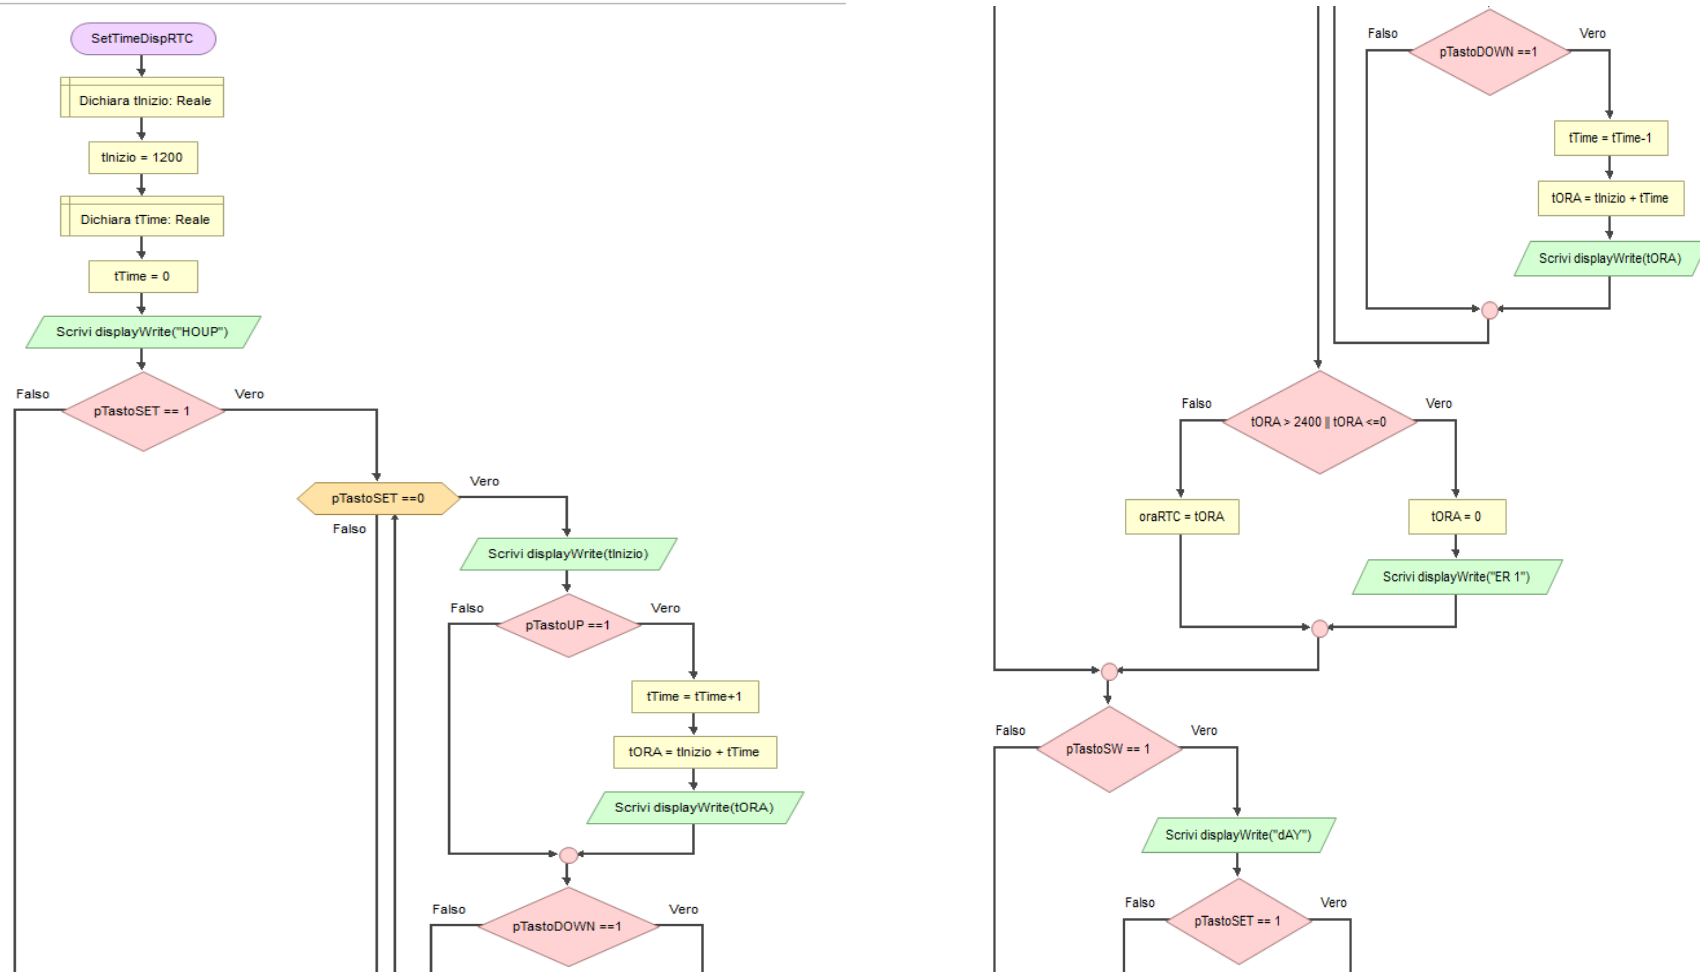 SetTimeDispRTC
Dichiara tInizio: Reale
tInizio = 1200
Dichiara tTime: Reale
tTime = 0
Scrivi displayWrite("HOUP")
Falso
Vero
pTastoSET == 1
pTastoSET ==0
Vero
Falso
Scrivi displayWrite(tInizio)
Falso
Vero
pTastoUP ==1
tTime = tTime+1
tORA = tInizio + tTime
Scrivi displayWrite(tORA)
Falso
Vero
pTastoDOWN ==1
Falso
Vero
pTastoDOWN ==1
tTime = tTime-1
tORA = tInizio + tTime
Scrivi displayWrite(tORA)
Falso
Vero
tORA > 2400 || tORA <=0
oraRTC = tORA
tORA = 0
Scrivi displayWrite("ER 1")
Falso
Vero
pTastoSW == 1
Scrivi displayWrite("dAY")
Falso
Vero
pTastoSET == 1